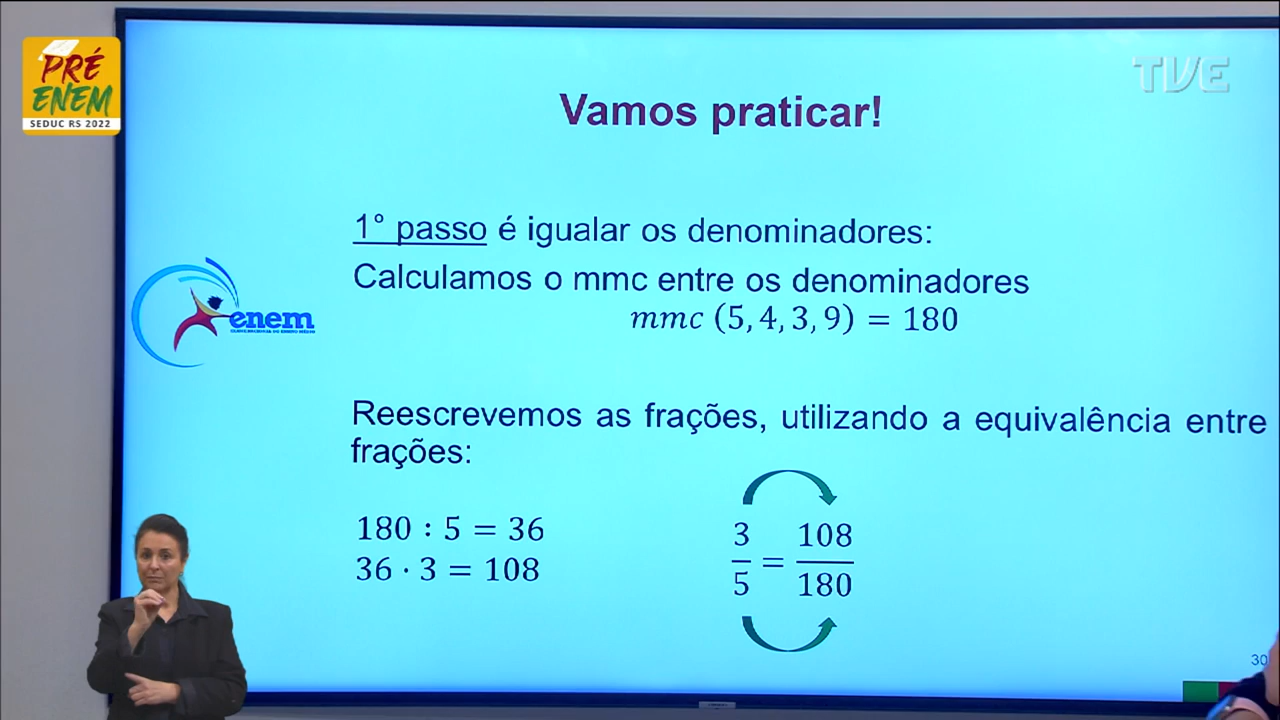 PRÉ
ENEM
SEDUC RS 2022
TVE
Vamos praticar!
1° passo é igualar os denominadores:
Calculamos o mmc entre os denominadores
mmc (5, 4, 3, 9) = 180
enem
Reescrevemos as frações, utilizando a equivalência entre
frações:
180 : 5 = 36
36 · 3 = 108
3/5 = 108/180
30